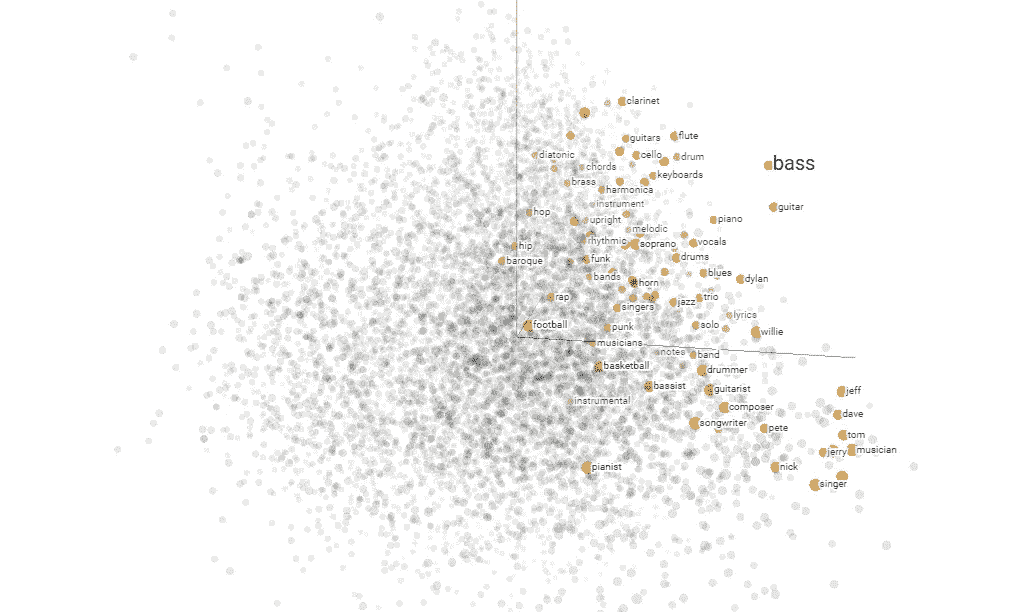 clarinet
guitars
flute
diatonic
cello
drum
bass
chords
brass
keyboards
harmonica
instrument
guitar
hop
upright
piano
melodic
hip
rhythmic
soprano
vocals
baroque
funk
drums
bands
horn
blues
dylan
rap
singers
jazz
trio
lyrics
football
punk
solo
willie
musicians
notes
band
basketball
drummer
bassist
guitarist
jeff
instrumental
composer
dave
songwriter
pete
tom
jerry
musician
pianist
nick
singer